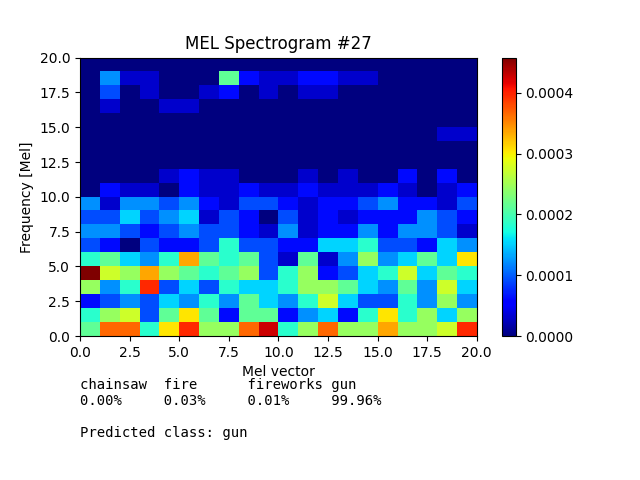 MEL Spectrogram #27
20.0
17.5
15.0
12.5
10.0
7.5
5.0
2.5
0.0
Frequency [Mel]
0.0 2.5 5.0 7.5 10.0 12.5 15.0 17.5 20.0
Mel vector
0.0004
0.0003
0.0002
0.0001
0.0000
chainsaw fire fireworks gun
0.00% 0.03% 0.01% 99.96%
Predicted class: gun